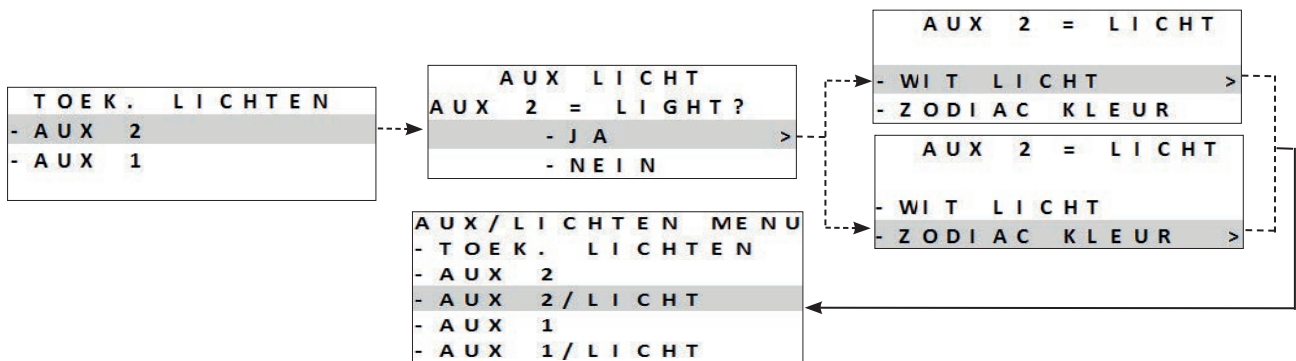 TOEK. LICHTEN
- AUX 2
- AUX 1
AUX LICHT
AUX 2 = LIGHT?
- JA >
- NEIN
AUX 2 = LICHT
- WIT LICHT >
- ZODIAC KLEUR
AUX 2 = LICHT
- WIT LICHT
- ZODIAC KLEUR >
AUX/LICHTEN MENU
- TOEK. LICHTEN
- AUX 2
- AUX 2/LICHT
- AUX 1
- AUX 1/LICHT